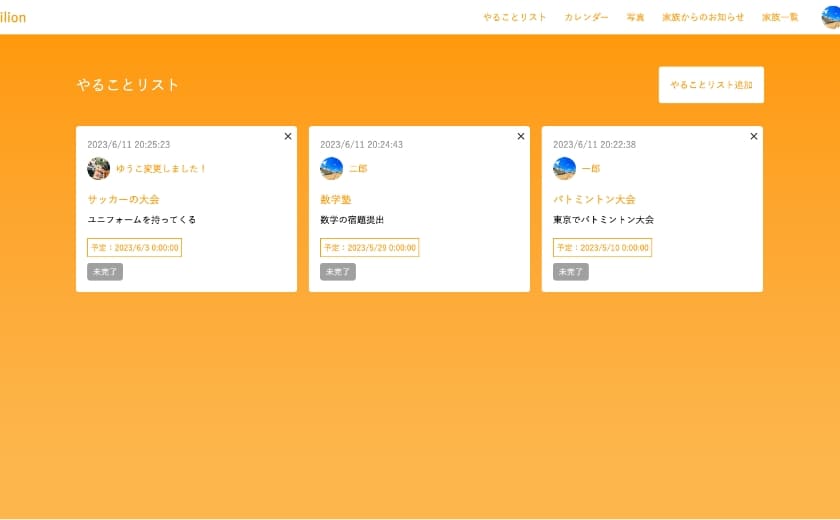 ilion
やることリスト カレンダー 写真 家族からのお知らせ 家族一覧
やることリスト
やることリスト追加
2023/6/11 20:25:23
ゆうこ変更しました！
サッカーの大会
ユニフォームを持ってくる
予定：2023/6/3 0:00:00
未完了
2023/6/11 20:24:43
二郎
数学塾
数学の宿題提出
予定：2023/5/29 0:00:00
未完了
2023/6/11 20:22:38
一郎
バトミントン大会
東京でバトミントン大会
予定：2023/5/10 0:00:00
未完了